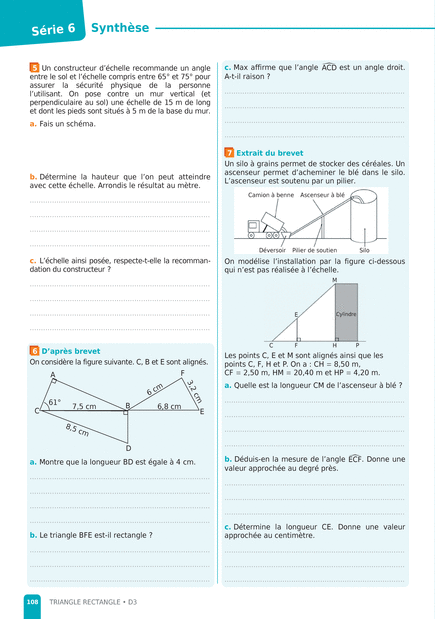 Série 6
Synthèse
5 Un constructeur d'échelle recommande un angle
entre le sol et l'échelle compris entre 65° et 75° pour
assurer la sécurité physique de la personne
l'utilisant. On pose contre un mur vertical (et
perpendiculaire au sol) une échelle de 15 m de long
et dont les pieds sont situés à 5 m de la base du mur.
a. Fais un schéma.
b. Détermine la hauteur que l'on peut atteindre
avec cette échelle. Arrondis le résultat au mètre.
c. L'échelle ainsi posée, respecte-t-elle la recomman-
dation du constructeur ?
6 D'après brevet
On considère la figure suivante. C, B et E sont alignés.
A
F
61°
7,5 cm
B
6 cm
3,2 cm
C
6,8 cm
E
8,5 cm
D
a. Montre que la longueur BD est égale à 4 cm.
b. Le triangle BFE est-il rectangle ?
c. Max affirme que l'angle ACD est un angle droit.
A-t-il raison ?
7 Extrait du brevet
Un silo à grains permet de stocker des céréales. Un
ascenseur permet d'acheminer le blé dans le silo.
L'ascenseur est soutenu par un pilier.
Camion à benne Ascenseur à blé
Déversoir Pilier de soutien Silo
On modélise l'installation par la figure ci-dessous
qui n'est pas réalisée à l'échelle.
M
E
Cylindre
C F H P
Les points C, E et M sont alignés ainsi que les
points C, F, H et P. On a : CH = 8,50 m,
CF = 2,50 m, HM = 20,40 m et HP = 4,20 m.
a. Quelle est la longueur CM de l'ascenseur à blé ?
b. Déduis-en la mesure de l'angle ECF. Donne une
valeur approchée au degré près.
c. Détermine la longueur CE. Donne une valeur
approchée au centimètre.
108 TRIANGLE RECTANGLE • D3